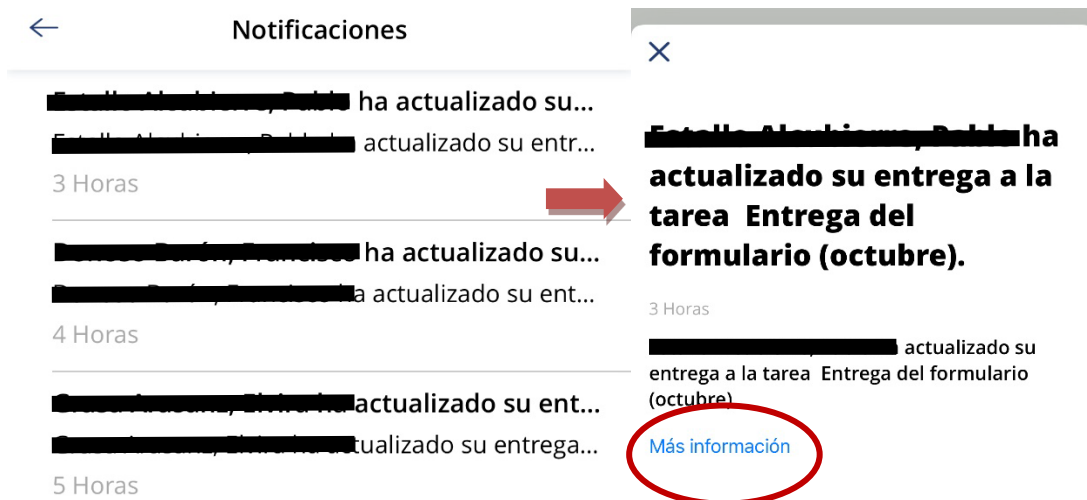 Notificaciones
ha actualizado su...
actualizado su entr...
3 Horas
ha actualizado su...
a actualizado su ent...
4 Horas
actualizado su ent...
tualizado su entrega...
5 Horas
ha
actualizado su entrega a la
tarea Entrega del
formulario (octubre).
3 Horas
actualizado su
entrega a la tarea Entrega del formulario
(octubre)
Más información